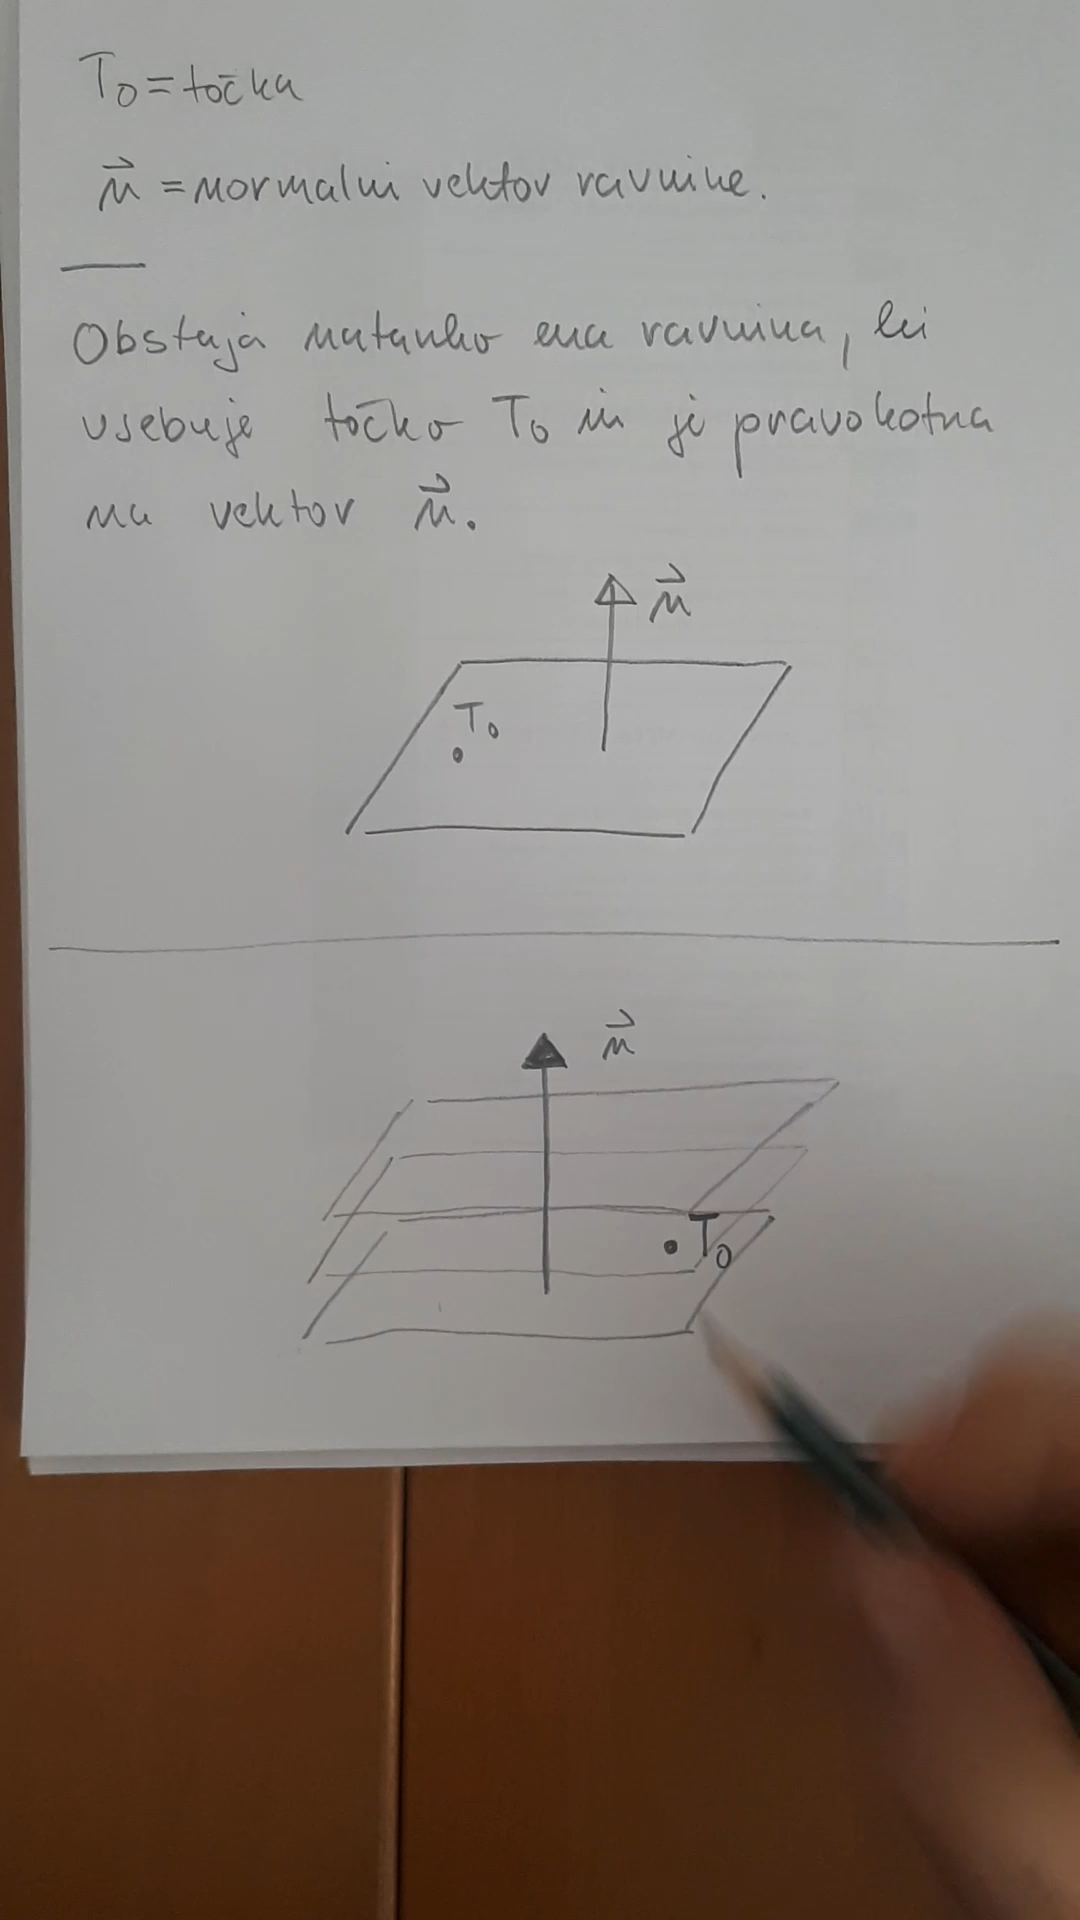 T₀ = točka
n⃗ = normalni vektor ravnine.
Obstaja natanko ena ravnina, ki
vsebuje točko T₀ in je pravokotna
na vektor n⃗.
n⃗
T₀
n⃗
T₀